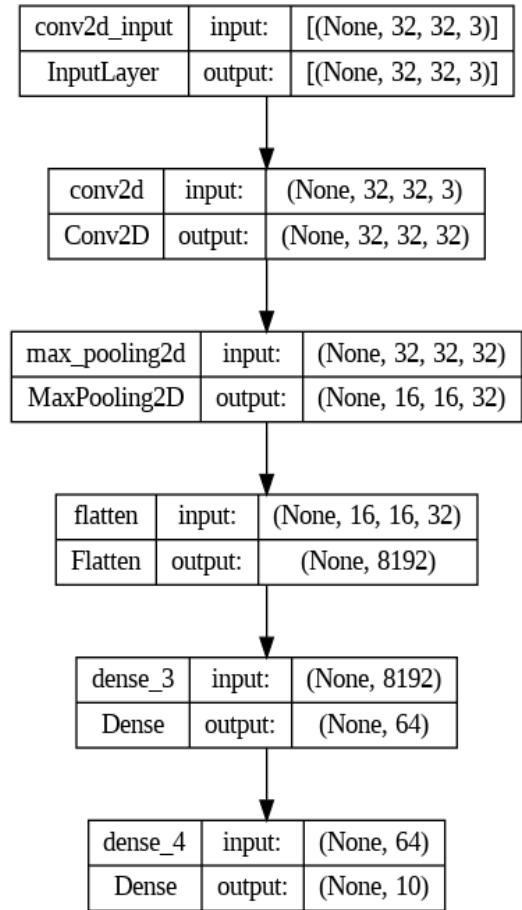 conv2d_input input: [(None, 32, 32, 3)]
InputLayer output: [(None, 32, 32, 3)]
conv2d input: (None, 32, 32, 3)
Conv2D output: (None, 32, 32, 32)
max_pooling2d input: (None, 32, 32, 32)
MaxPooling2D output: (None, 16, 16, 32)
flatten input: (None, 16, 16, 32)
Flatten output: (None, 8192)
dense_3 input: (None, 8192)
Dense output: (None, 64)
dense_4 input: (None, 64)
Dense output: (None, 10)